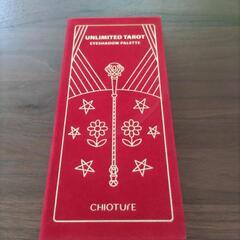 UNLIMITED TAROT
EYESHADOW PALETTE
CHIOTUrE